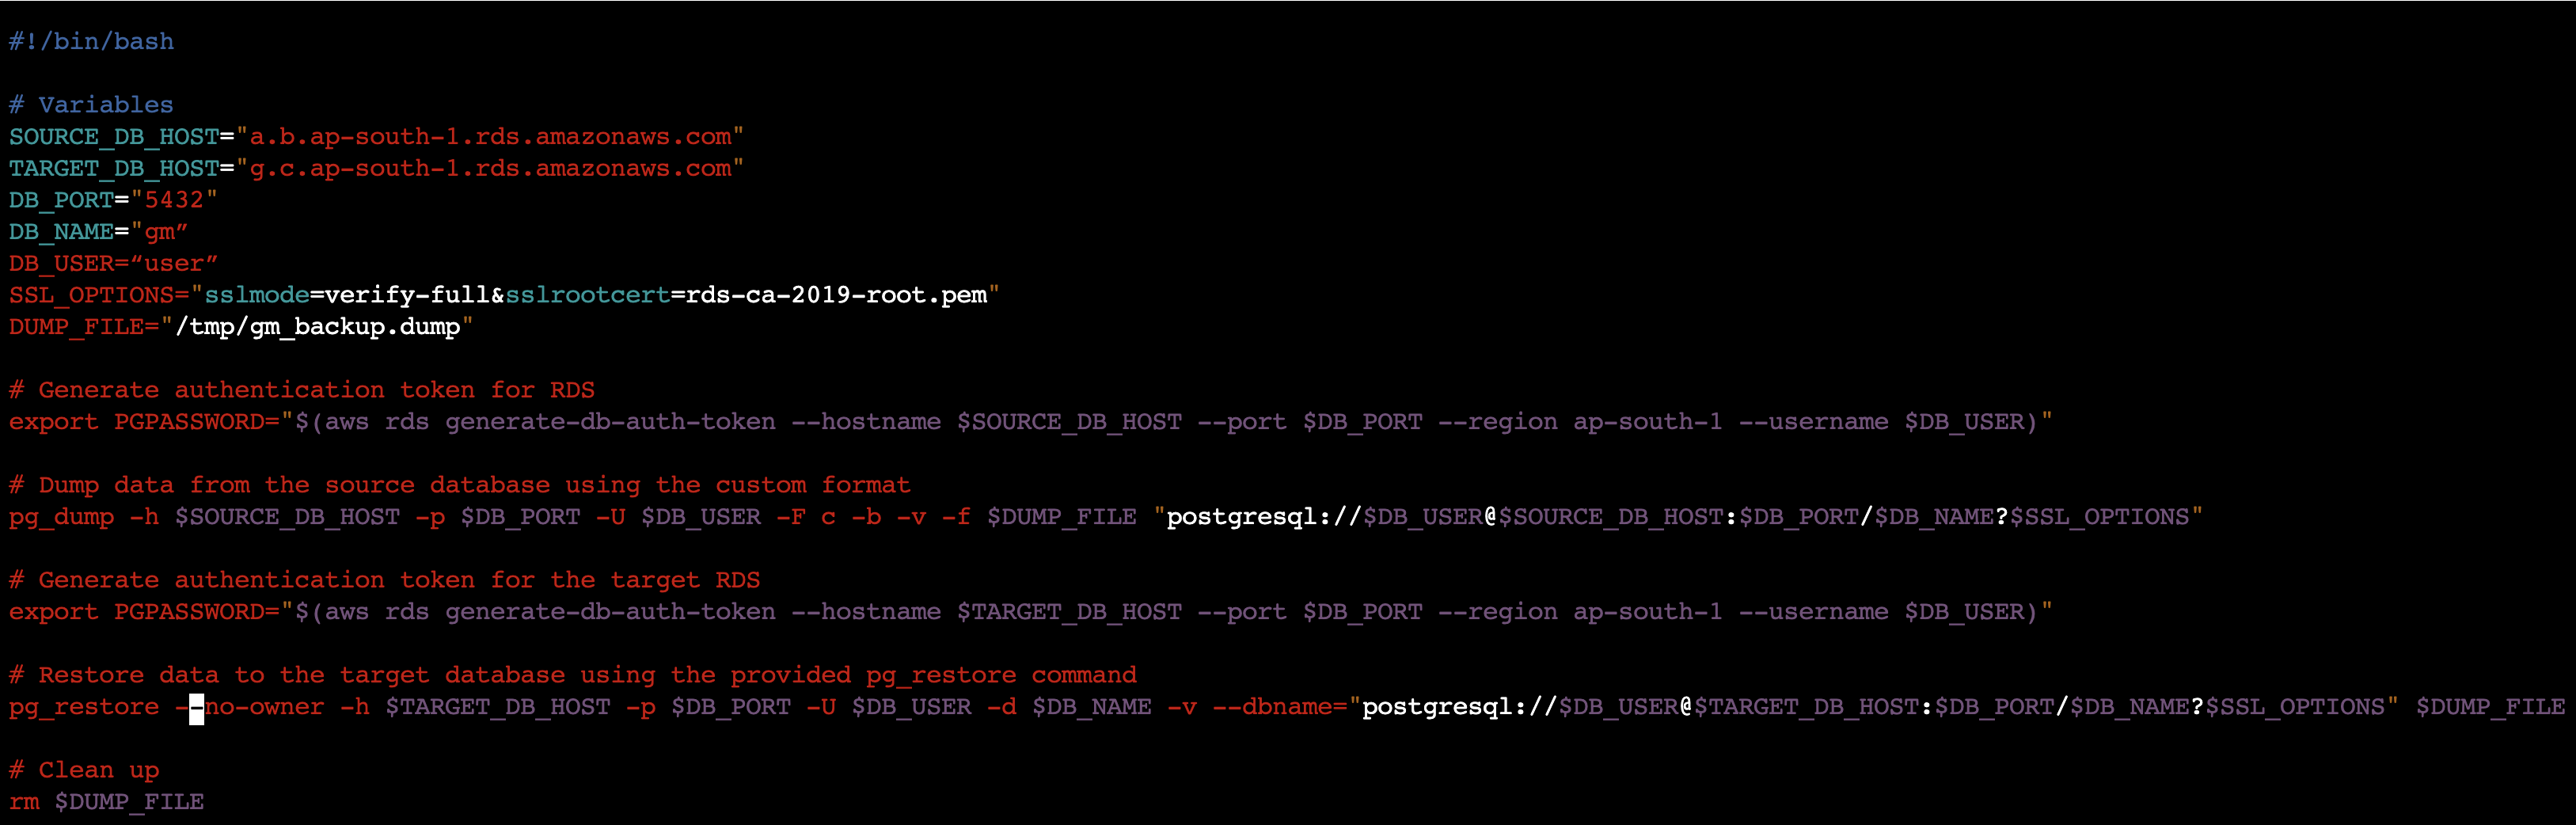 #!/bin/bash
# Variables
SOURCE_DB_HOST="a.b.ap-south-1.rds.amazonaws.com"
TARGET_DB_HOST="g.c.ap-south-1.rds.amazonaws.com"
DB_PORT="5432"
DB_NAME="gm”
DB_USER=“user”
SSL_OPTIONS="sslmode=verify-full&sslrootcert=rds-ca-2019-root.pem"
DUMP_FILE="/tmp/gm_backup.dump"
# Generate authentication token for RDS
export PGPASSWORD="$(aws rds generate-db-auth-token --hostname $SOURCE_DB_HOST --port $DB_PORT --region ap-south-1 --username $DB_USER)"
# Dump data from the source database using the custom format
pg_dump -h $SOURCE_DB_HOST -p $DB_PORT -U $DB_USER -F c -b -v -f $DUMP_FILE "postgresql://$DB_USER@$SOURCE_DB_HOST:$DB_PORT/$DB_NAME?$SSL_OPTIONS"
# Generate authentication token for the target RDS
export PGPASSWORD="$(aws rds generate-db-auth-token --hostname $TARGET_DB_HOST --port $DB_PORT --region ap-south-1 --username $DB_USER)"
# Restore data to the target database using the provided pg_restore command
pg_restore --no-owner -h $TARGET_DB_HOST -p $DB_PORT -U $DB_USER -d $DB_NAME -v --dbname="postgresql://$DB_USER@$TARGET_DB_HOST:$DB_PORT/$DB_NAME?$SSL_OPTIONS" $DUMP_FILE
# Clean up
rm $DUMP_FILE